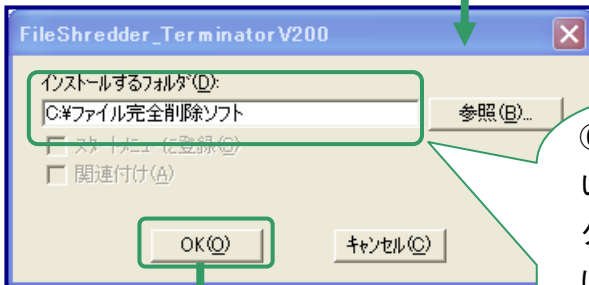 FileShredder_TerminatorV200
インストールするフォルダ(D):
C:¥ファイル完全削除ソフト
参照(B)...
スタートメニューに登録(S)
関連付け(A)
OK(O)
キャンセル(C)